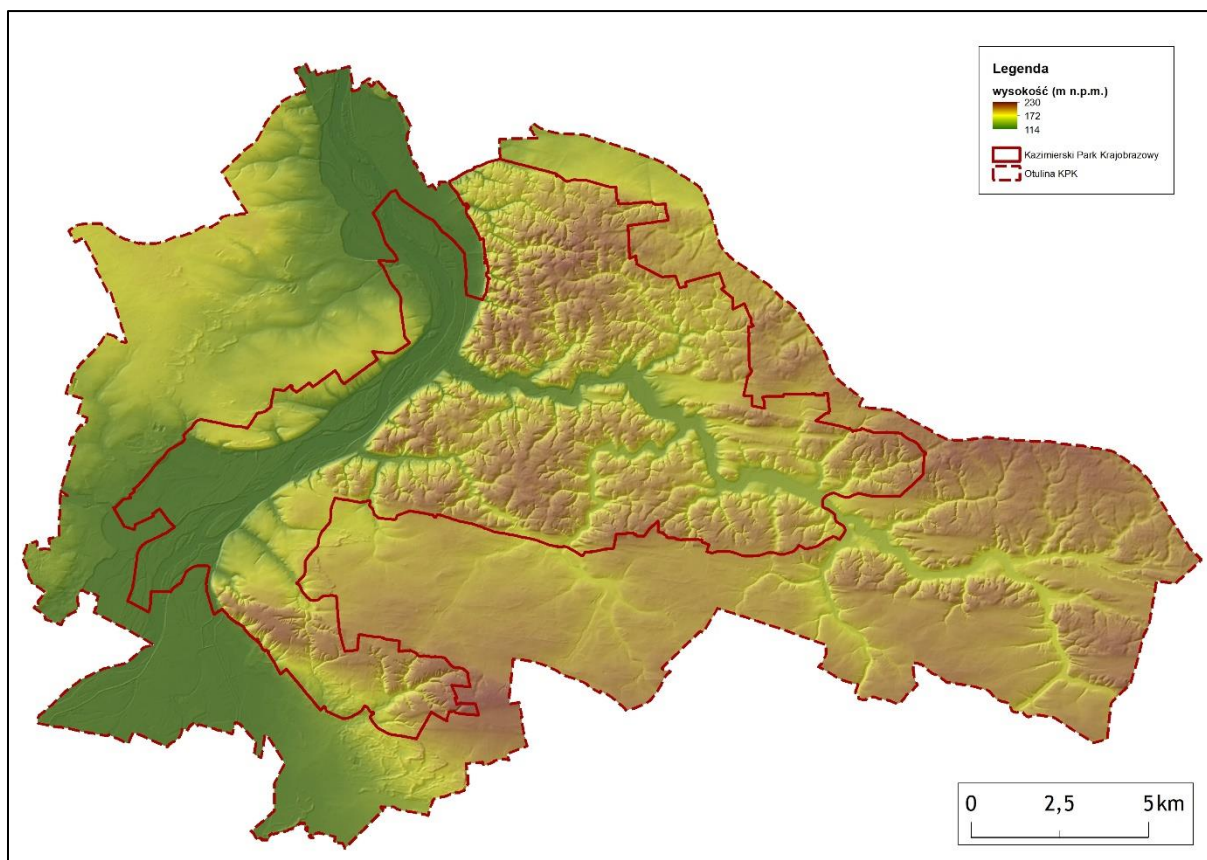 Legenda
wysokość (m n.p.m.)
230
172
114
Kazimierski Park Krajobrazowy
Otulina KPK
0 2,5 5 km